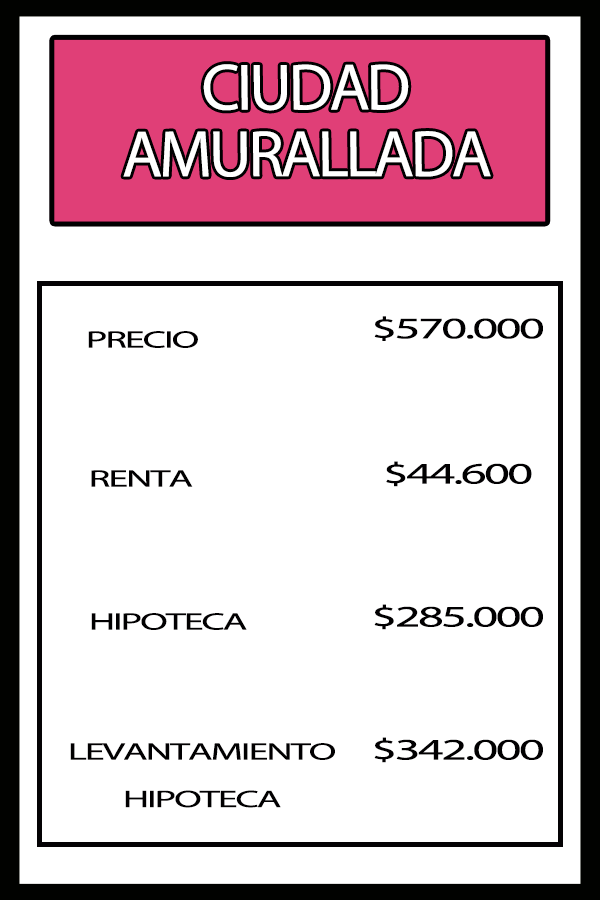 CIUDAD
AMURALLADA
PRECIO $570.000
RENTA $44.600
HIPOTECA $285.000
LEVANTAMIENTO $342.000
HIPOTECA